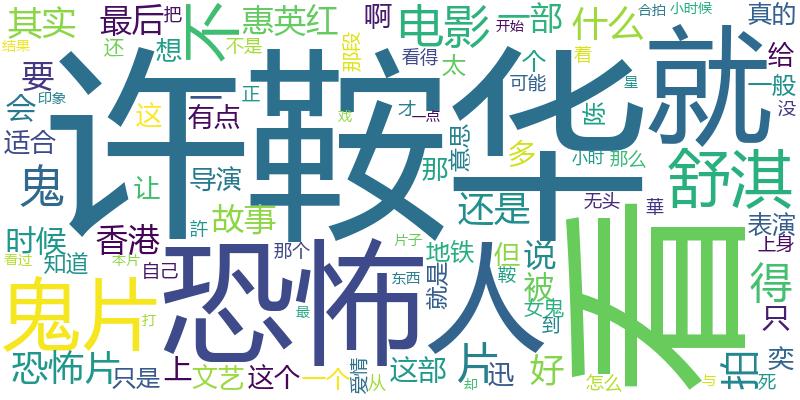 其实
最后
把
还
想
不
惠英红
啊
那段
电影
一部
什么
合拍
小时候
真的
结果
开始
不是
看得
太
个
着
给
要
会
印象
这
一
正
有点
戏
才
一点
可能
星
一般
没
适合
许鞍华
就
鬼
让
导演
那
意思
多
陈
小时
那么
舒淇
故事
許
还是
无头
華
表演
上身
时候
香港
那个
片子
地铁
但
说
看过
知道
本片
自己
恐怖
东西
就是
鞍
人
被
女鬼
到
看
得
只
鬼片
打
最
恐怖片
只是
上
文艺
这个
一个
爱情
从
这部
片
却
迅
好
怎么
拍
与
奕
死